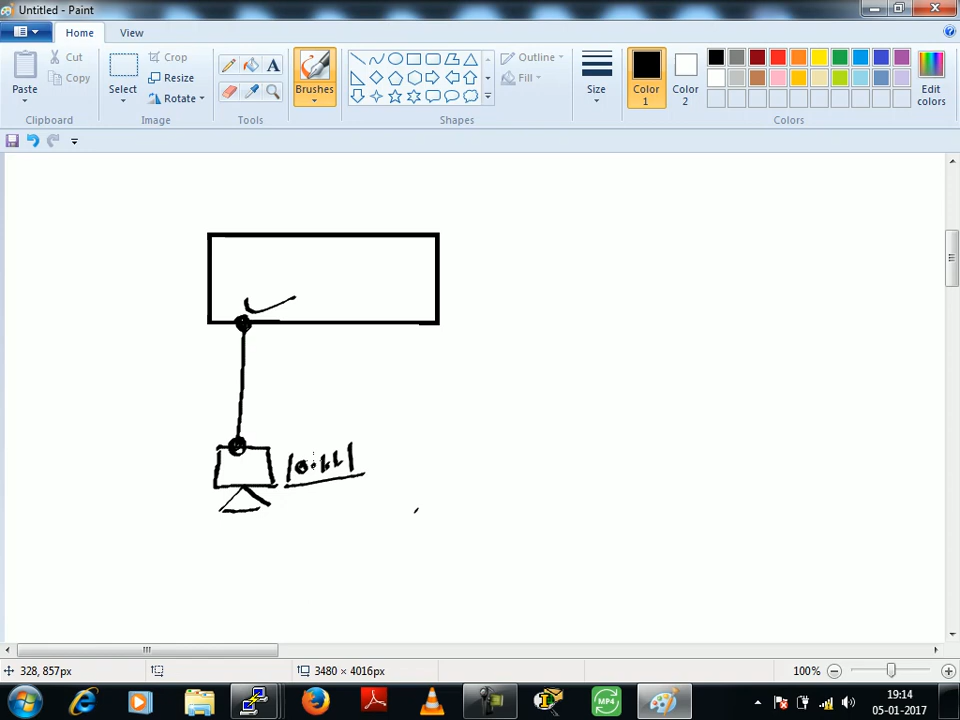 Untitled - Paint
Home
View
Paste
Cut
Copy
Clipboard
Select
Crop
Resize
Rotate
Image
A
Tools
Brushes
Outline
Fill
Shapes
Size
Color 1
Color 2
Edit colors
Colors
328, 857px
3480 × 4016px
100%
MP4
19:14
05-01-2017